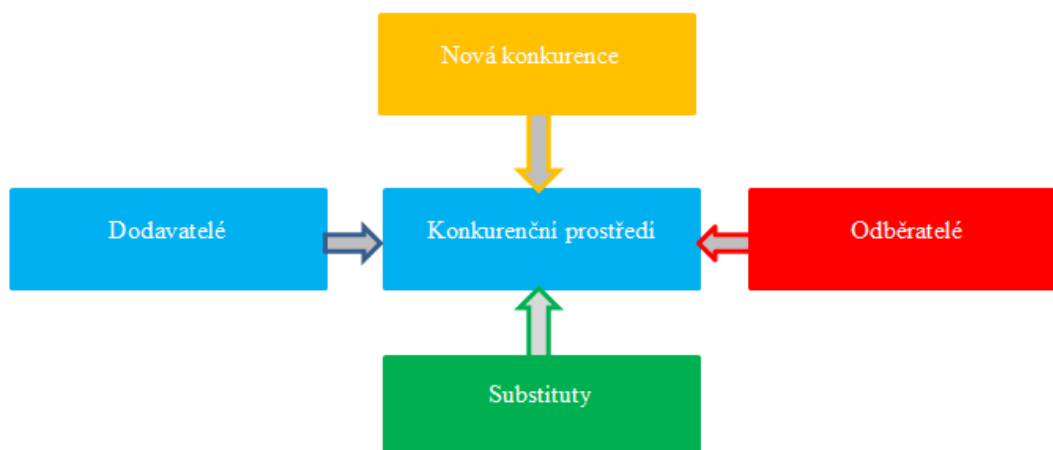 Nová konkurence
Dodavatelé
Konkurenční prostředí
Odběratelé
Substituty